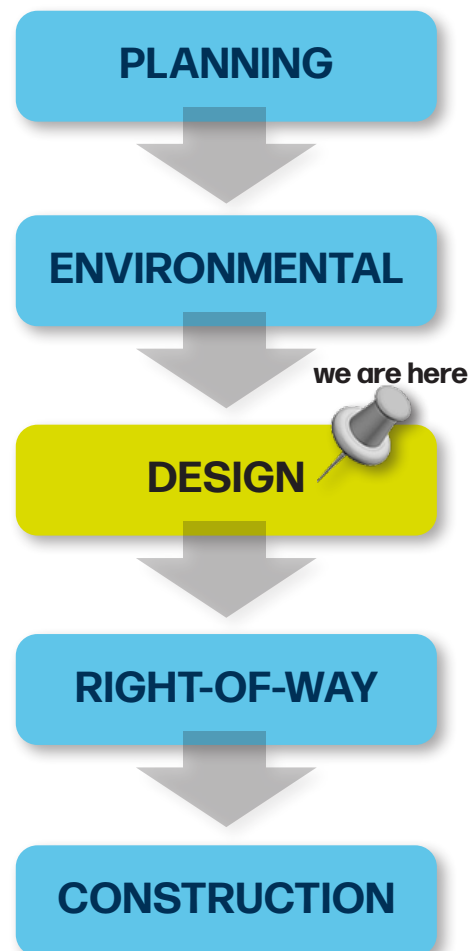 PLANNING
ENVIRONMENTAL
we are here
DESIGN
RIGHT-OF-WAY
CONSTRUCTION